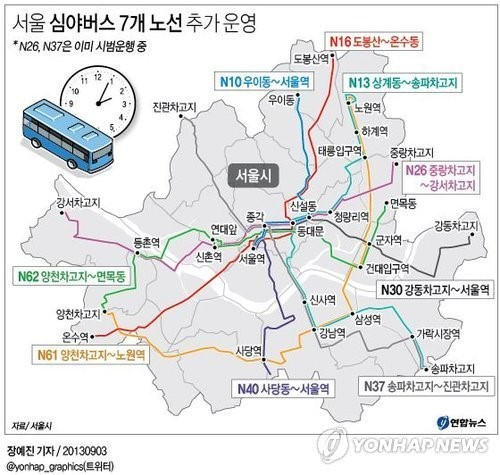 서울 심야버스 7개 노선 추가 운영
* N26, N37은 이미 시범운행 중
N16 도봉산~온수동
도봉산역
N10 우이동~서울역
우이동
N13 상계동~송파차고지
노원역
하계역
진관차고지
태릉입구역
중랑차고지
N26 중랑차고지
~강서차고지
서울시
강서차고지
연대앞
종각
신설동
청량리역
면목동
강동차고지
등촌역
신촌역
서울역
동대문
군자역
건대입구역
N62 양천차고지~면목동
N30 강동차고지~서울역
양천차고지
신사역
온수역
강남역
삼성역
가락시장역
N61 양천차고지~노원역
사당역
송파차고지
N40 사당동~서울역
N37 송파차고지~진관차고지
자료/서울시
연합뉴스
장예진 기자 / 20130903
@yonhap_graphics(트위터)
YONHAP NEWS